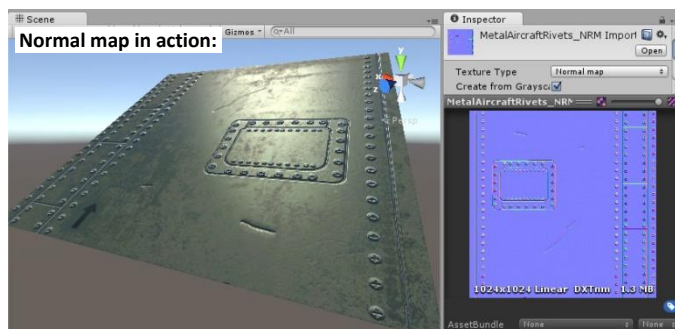 Scene
Normal map in action:
Gizmos
All
y
x
z
Persp
Inspector
MetalAircraftRivets_NRM Import
Open
Texture Type
Normal map
Create from Graysca
MetalAircraftRivets_NRM
1024x1024 Linear DXTnm 1.3 MB
AssetBundle
None
None